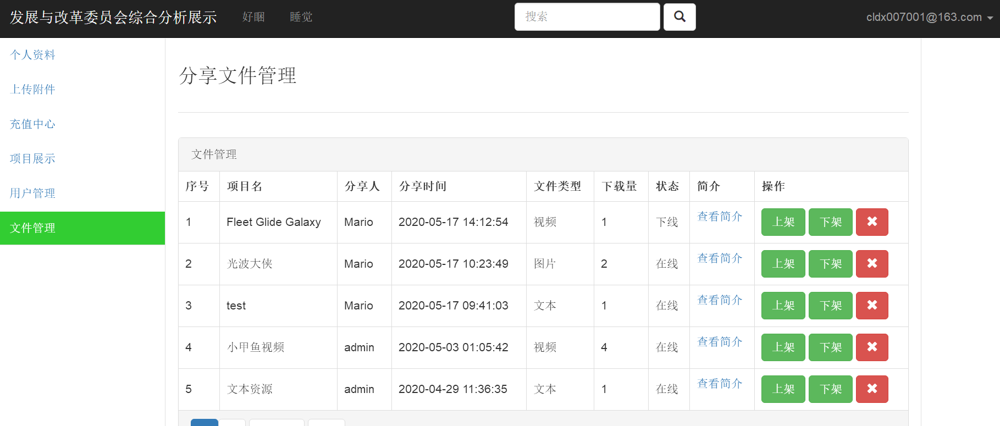 发展与改革委员会综合分析展示 好睏 睡觉 搜索 cldx007001@163.com
个人资料
上传附件
充值中心
项目展示
用户管理
文件管理
分享文件管理
文件管理
序号 项目名 分享人 分享时间 文件类型 下载量 状态 简介 操作
1 Fleet Glide Galaxy Mario 2020-05-17 14:12:54 视频 1 下线 查看简介 上架 下架
2 光波大侠 Mario 2020-05-17 10:23:49 图片 2 在线 查看简介 上架 下架
3 test Mario 2020-05-17 09:41:03 文本 1 在线 查看简介 上架 下架
4 小甲鱼视频 admin 2020-05-03 01:05:42 视频 4 在线 查看简介 上架 下架
5 文本资源 admin 2020-04-29 11:36:35 文本 1 在线 查看简介 上架 下架